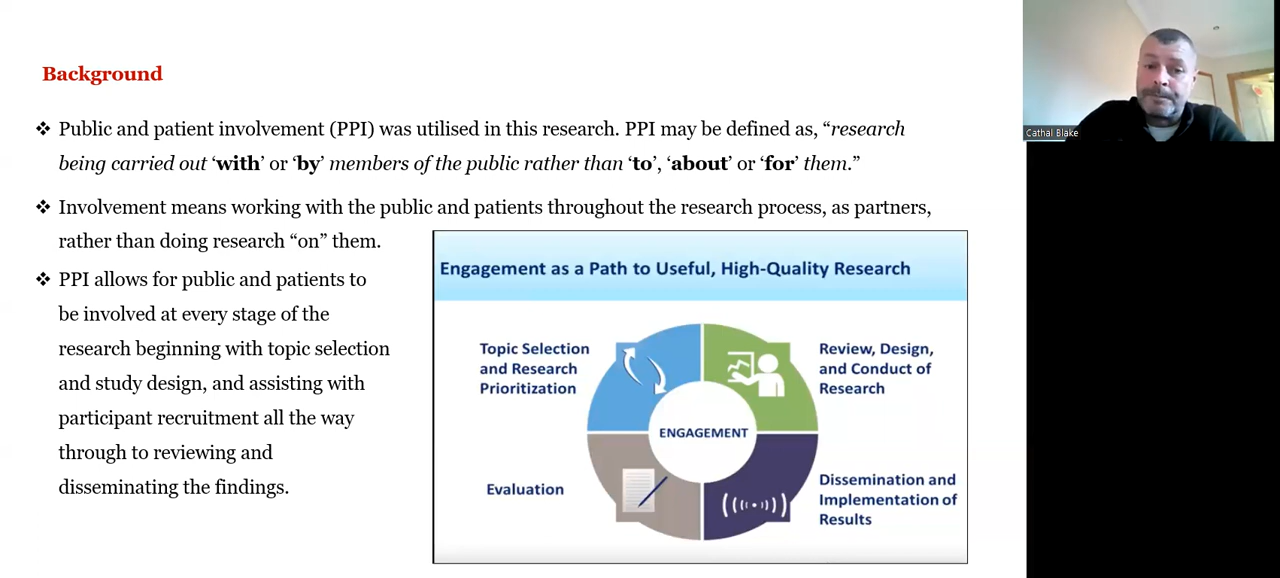 Background
❖ Public and patient involvement (PPI) was utilised in this research. PPI may be defined as, “research
being carried out ‘with’ or ‘by’ members of the public rather than ‘to’, ‘about’ or ‘for’ them.”
❖ Involvement means working with the public and patients throughout the research process, as partners,
rather than doing research “on” them.
❖ PPI allows for public and patients to
be involved at every stage of the
research beginning with topic selection
and study design, and assisting with
participant recruitment all the way
through to reviewing and
disseminating the findings.
Engagement as a Path to Useful, High-Quality Research
Topic Selection
and Research
Prioritization
Review, Design,
and Conduct of
Research
ENGAGEMENT
Evaluation
Dissemination and
Implementation of
Results
Cathal Blake